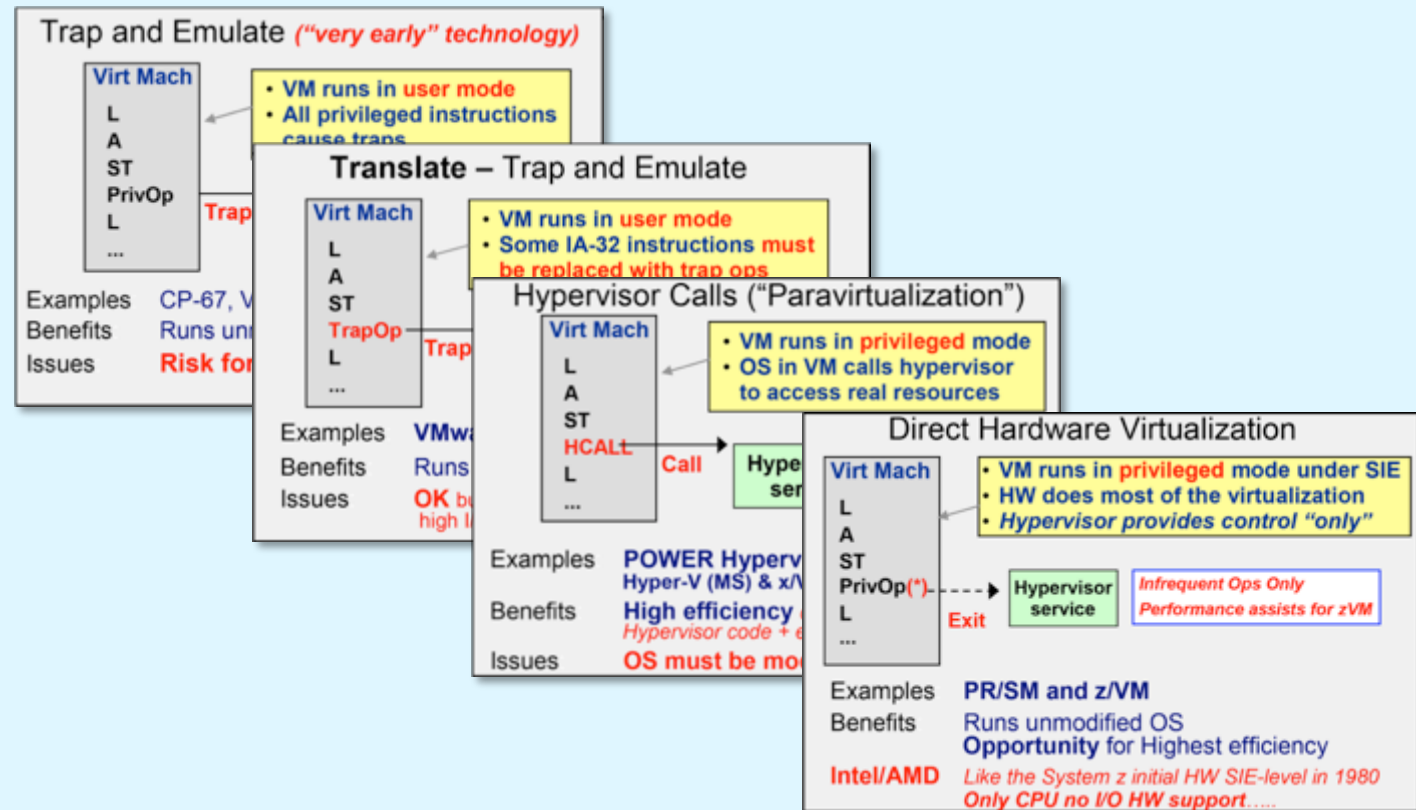 Trap and Emulate ("very early" technology)
Virt Mach
L
A
ST
PrivOp
L
...
• VM runs in user mode
• All privileged instructions
cause traps
Trap
Examples CP-67,
Benefits Runs
Issues Risk for
Translate – Trap and Emulate
Virt Mach
L
A
ST
TrapOp
L
...
• VM runs in user mode
• Some IA-32 instructions must
be replaced with trap ops
Trap
Examples
Benefits Runs
Issues OK
high
Hypervisor Calls ("Paravirtualization")
Virt Mach
L
A
ST
HCALL
L
...
• VM runs in privileged mode
• OS in VM calls hypervisor
to access real resources
Call
Examples POWER
Hyper-V (MS) &
Benefits High efficiency
Hypervisor code +
Issues OS must be
Direct Hardware Virtualization
Virt Mach
L
A
ST
PrivOp(*)
L
...
• VM runs in privileged mode under SIE
• HW does most of the virtualization
• Hypervisor provides control "only"
Exit
Hypervisor
service
Infrequent Ops Only
Performance assists for zVM
Examples PR/SM and z/VM
Benefits Runs unmodified OS
Opportunity for Highest efficiency
Intel/AMD Like the System z initial HW SIE-level in 1980
Only CPU no I/O HW support.....